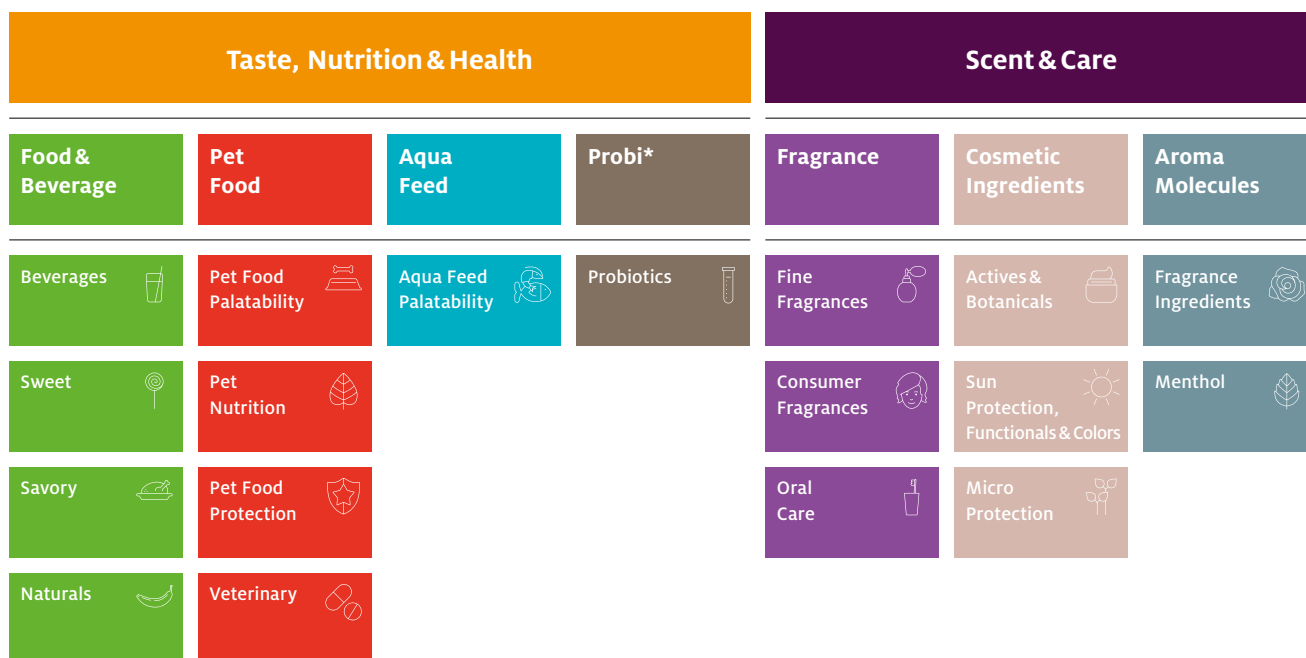 Taste, Nutrition & Health
Scent & Care
Food &
Beverage
Pet
Food
Aqua
Feed
Probi*
Fragrance
Cosmetic
Ingredients
Aroma
Molecules
Beverages
Pet Food
Palatability
Aqua Feed
Palatability
Probiotics
Fine
Fragrances
Actives &
Botanicals
Fragrance
Ingredients
Sweet
Pet
Nutrition
Consumer
Fragrances
Sun
Protection,
Functionals & Colors
Menthol
Savory
Pet Food
Protection
Oral
Care
Micro
Protection
Naturals
Veterinary